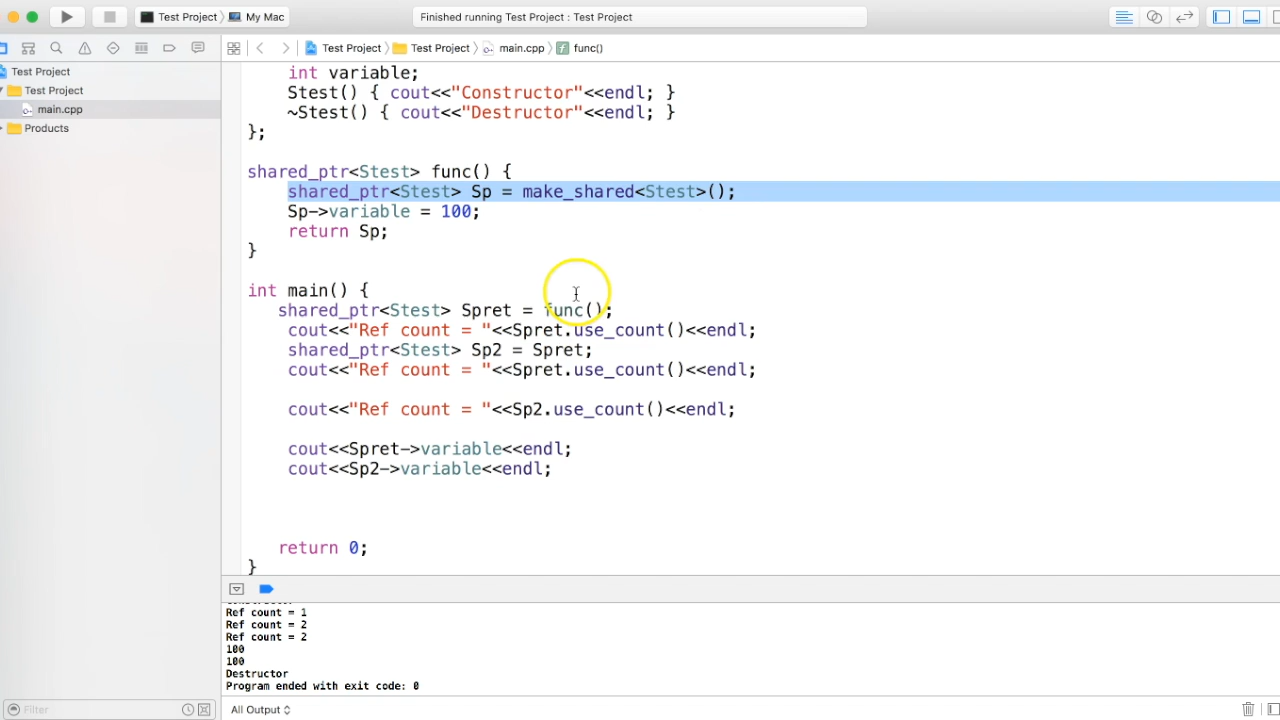 Test Project
My Mac
Finished running Test Project : Test Project
Test Project
Test Project
main.cpp
func()
Test Project
Test Project
main.cpp
Products
int variable;
Stest() { cout<<"Constructor"<<endl; }
~Stest() { cout<<"Destructor"<<endl; }
};
shared_ptr<Stest> func() {
shared_ptr<Stest> Sp = make_shared<Stest>();
Sp->variable = 100;
return Sp;
}
int main() {
shared_ptr<Stest> Spret = func();
cout<<"Ref count = "<<Spret.use_count()<<endl;
shared_ptr<Stest> Sp2 = Spret;
cout<<"Ref count = "<<Spret.use_count()<<endl;
cout<<"Ref count = "<<Sp2.use_count()<<endl;
cout<<Spret->variable<<endl;
cout<<Sp2->variable<<endl;
return 0;
}
Ref count = 1
Ref count = 2
Ref count = 2
100
100
Destructor
Program ended with exit code: 0
Filter
All Output